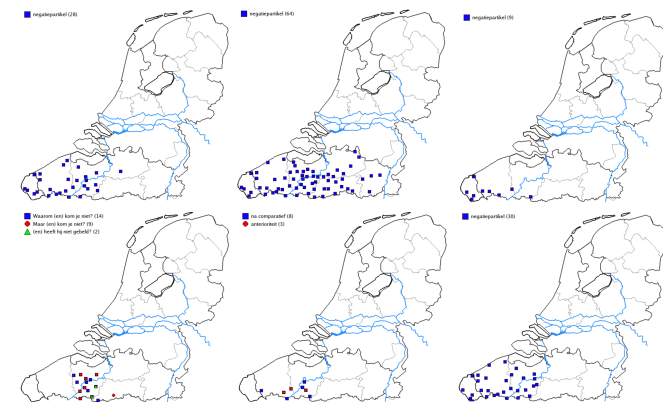 negatiepartikel (28)
negatiepartikel (64)
negatiepartikel (9)
Waarom (en) kom je niet? (14)
Maar (en) kom je niet? (9)
(en) heeft hij niet gebeld? (2)
na comparatief (8)
anterioriteit (3)
negatiepartikel (30)